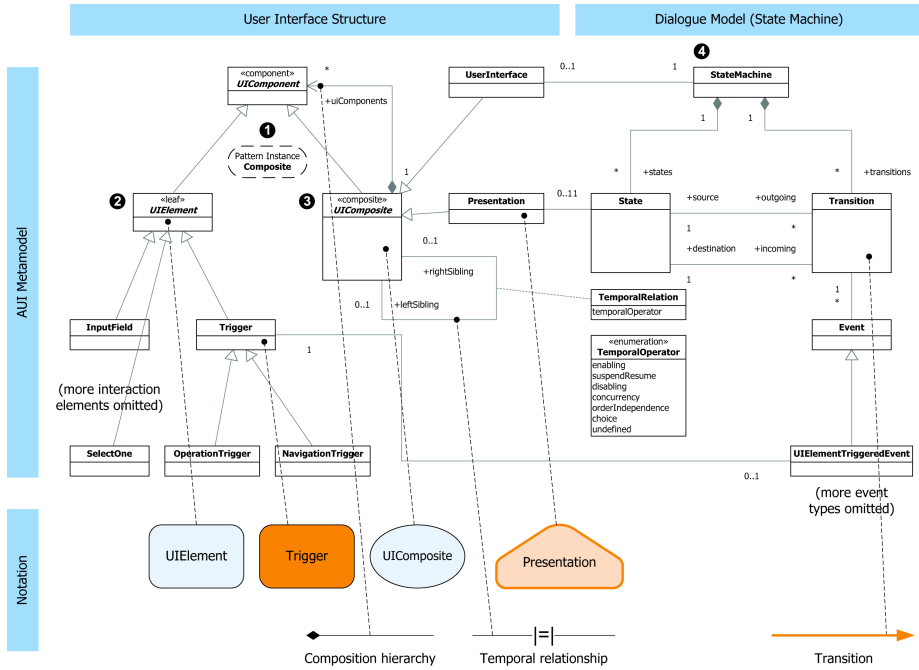 User Interface Structure
Dialogue Model (State Machine)
AUI Metamodel
Notation
4
*
0..1
1
«component»
UIComponent
UserInterface
StateMachine
+uiComponents
1
1
1
Pattern Instance
Composite
1
*
+states
*
+transitions
2
«leaf»
UIElement
3
«composite»
UIComposite
Presentation
0..11
State
+source
+outgoing
Transition
1
*
0..1
+destination
+incoming
+rightSibling
1
*
0..1
+leftSibling
TemporalRelation
temporalOperator
1
*
InputField
Trigger
Event
1
«enumeration»
TemporalOperator
enabling
suspendResume
disabling
concurrency
orderIndependence
choice
undefined
(more interaction
elements omitted)
SelectOne
OperationTrigger
NavigationTrigger
UIElementTriggeredEvent
0..1
(more event
types omitted)
UIElement
Trigger
UIComposite
Presentation
Composition hierarchy
|=|
Temporal relationship
Transition